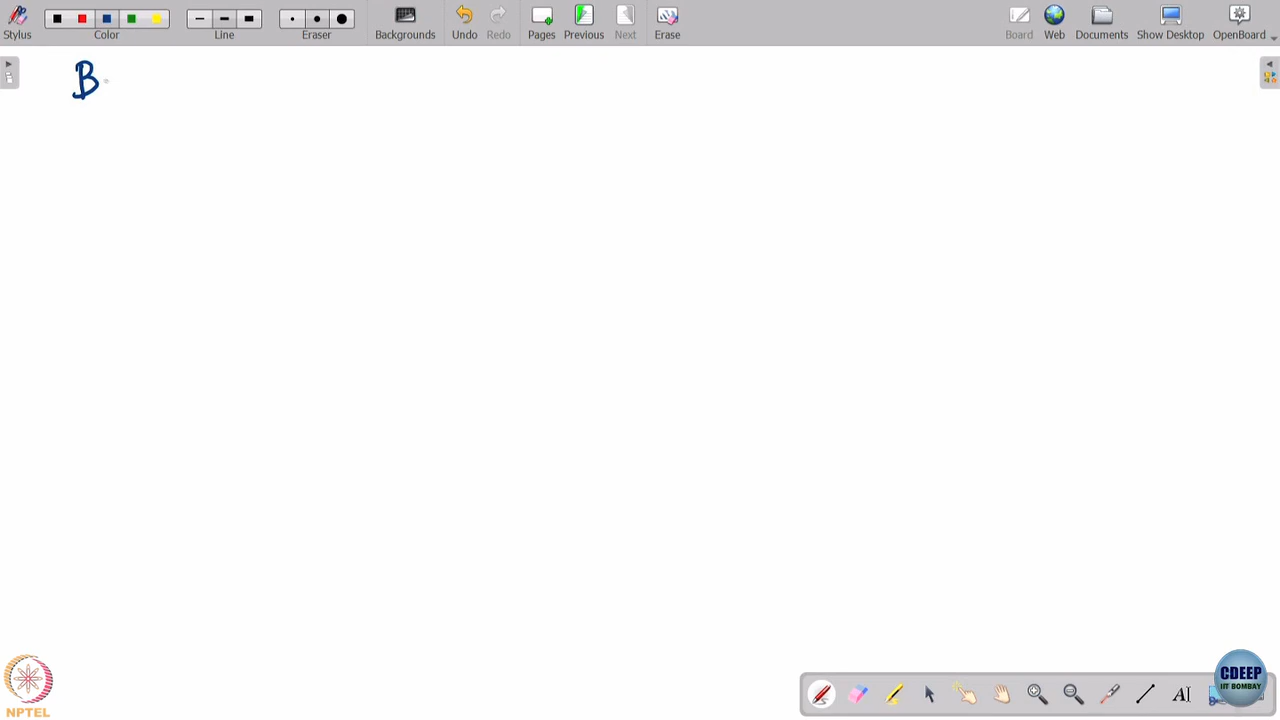 Stylus Color Line Eraser Backgrounds Undo Redo Pages Previous Next Erase Board Web Documents Show Desktop OpenBoard
B
NPTEL
CDEEP
IIT BOMBAY